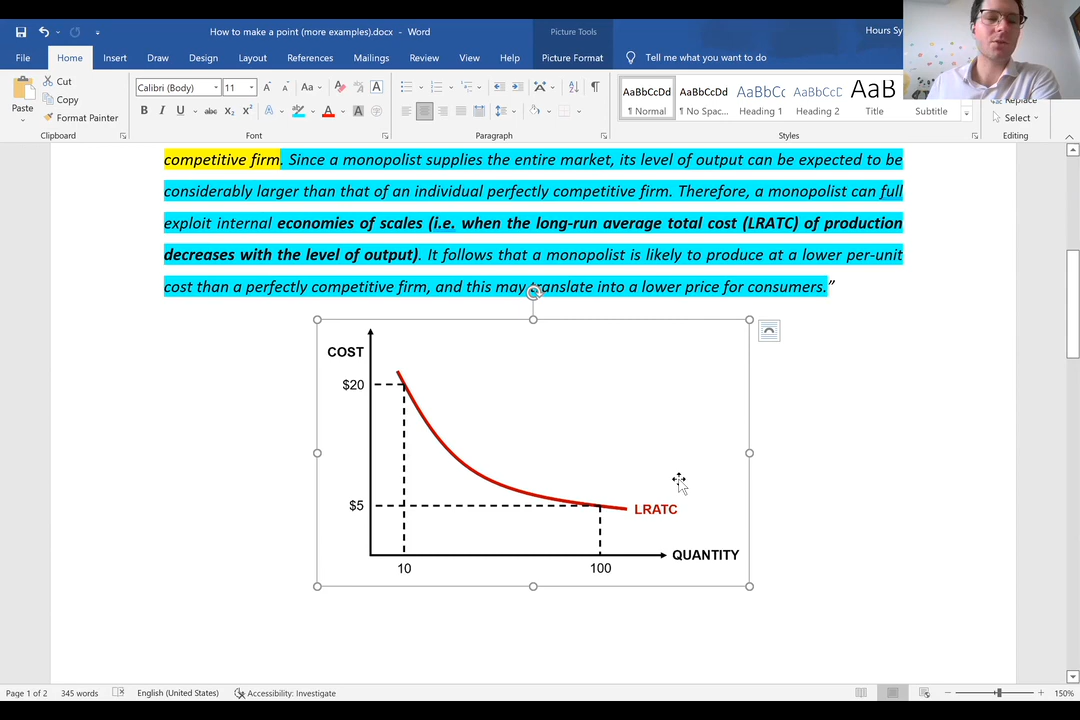 How to make a point (more examples).docx - Word
Picture Tools
Hours Sy
File
Home
Insert
Draw
Design
Layout
References
Mailings
Review
View
Help
Picture Format
Tell me what you want to do
Paste
Cut
Copy
Format Painter
Clipboard
Calibri (Body)
11
Font
Paragraph
AaBbCcDd
¶ Normal
AaBbCcDd
¶ No Spac...
AaBbCc
Heading 1
AaBbCcD
Heading 2
AaB
Title
Subtitle
Styles
Replace
Select
Editing
competitive firm. Since a monopolist supplies the entire market, its level of output can be expected to be
considerably larger than that of an individual perfectly competitive firm. Therefore, a monopolist can full
exploit internal economies of scales (i.e. when the long-run average total cost (LRATC) of production
decreases with the level of output). It follows that a monopolist is likely to produce at a lower per-unit
cost than a perfectly competitive firm, and this may translate into a lower price for consumers.”
COST
$20
$5
LRATC
QUANTITY
10
100
Page 1 of 2
345 words
English (United States)
Accessibility: Investigate
150%